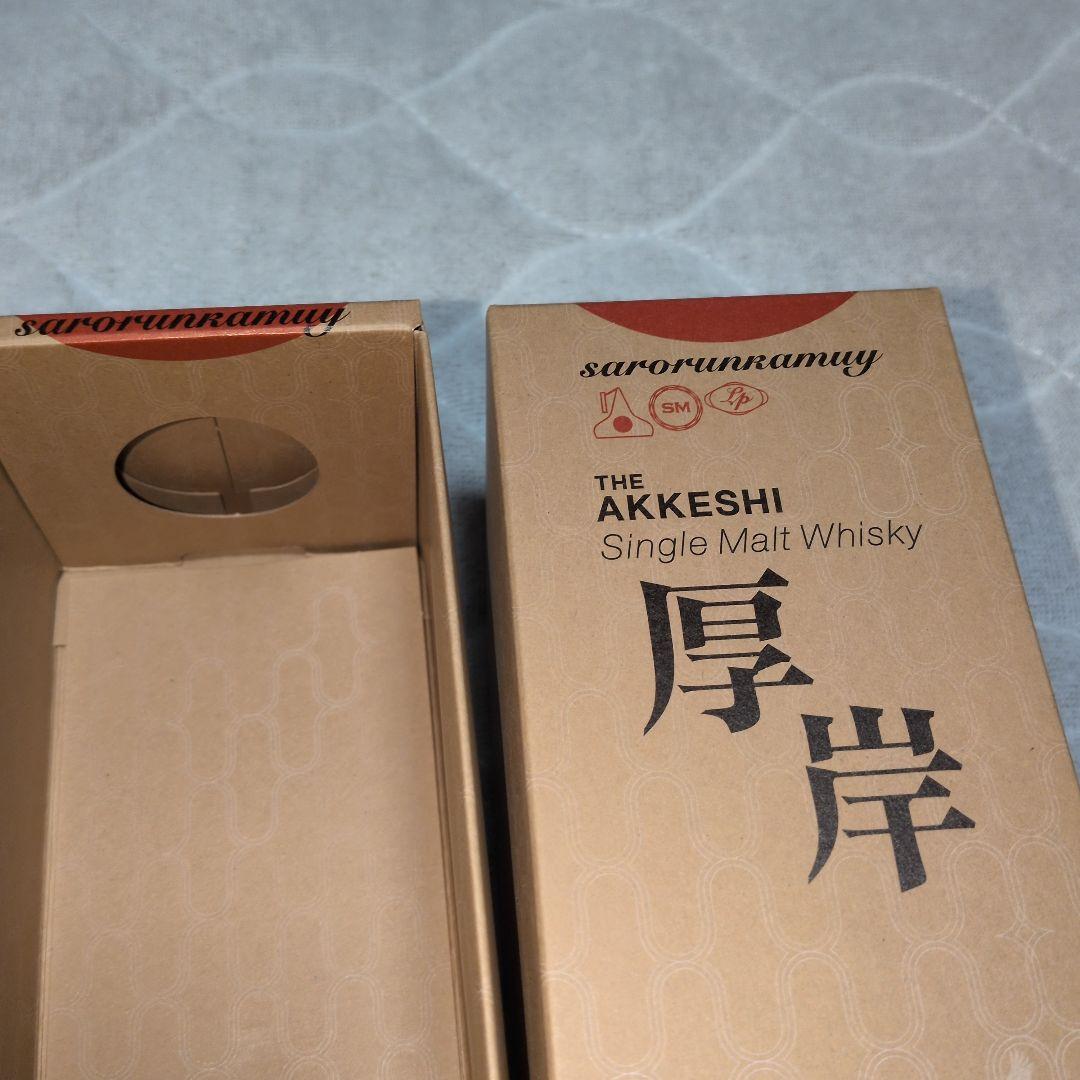 sarorunkamuy
sarorunkamuy
SM
Lp
THE
AKKESHI
Single Malt Whisky
厚岸